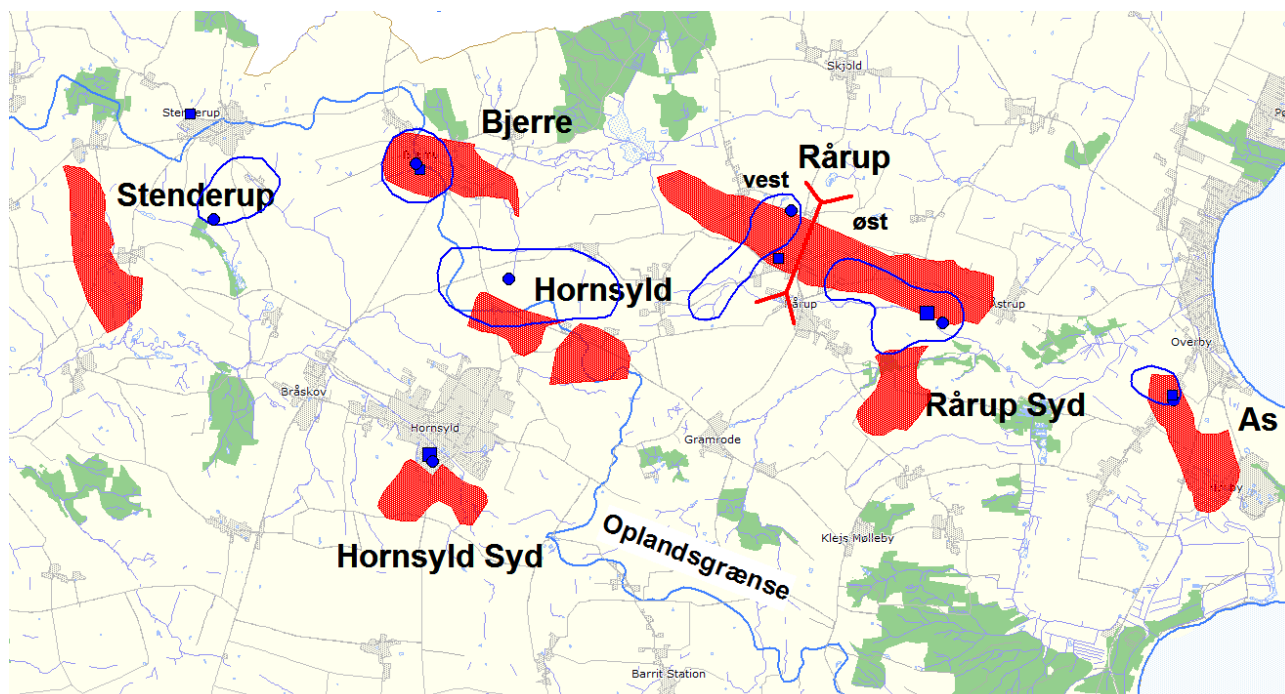 Skjold
Stenderup
Bjerre
Rårup
vest
Stenderup
øst
Hornsyld
Rårup
Åstrup
Overby
Bråskov
Rårup Syd
As
Hornsyld
Gramrode
Oplandsgrænse
Klejs Mølleby
Hornsyld Syd
Barrit Station